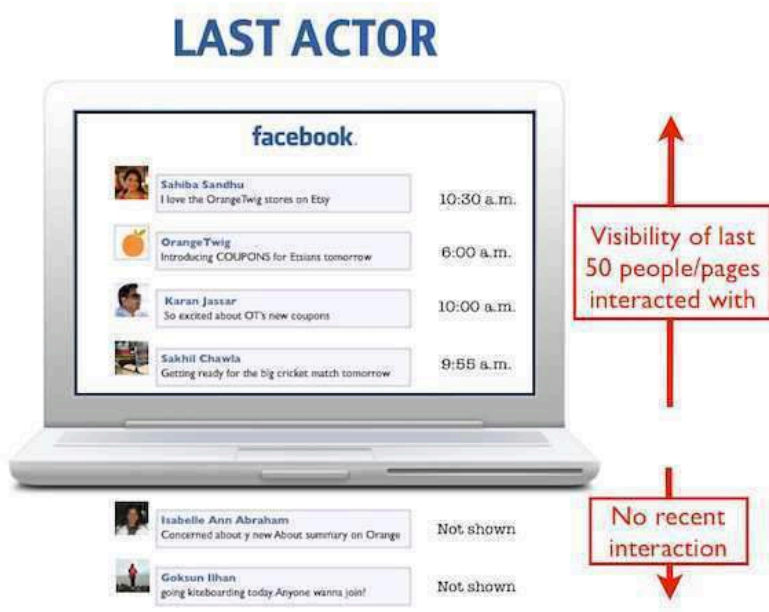 LAST ACTOR
facebook.
Sahiba Sandhu
I love the OrangeTwig stores on Etsy
10:30 a.m.
OrangeTwig
Introducing COUPONS for Etsians tomorrow
6:00 a.m.
Karan Jassar
So excited about OT's new coupons
10:00 a.m.
Sakhil Chawla
Getting ready for the big cricket match tomorrow
9:55 a.m.
Visibility of last
50 people/pages
interacted with
Isabelle Ann Abraham
Concerned about y new About summary on Orange
Not shown
Goksun Ilhan
going kiteboarding today. Anyone wanna join?
Not shown
No recent
interaction